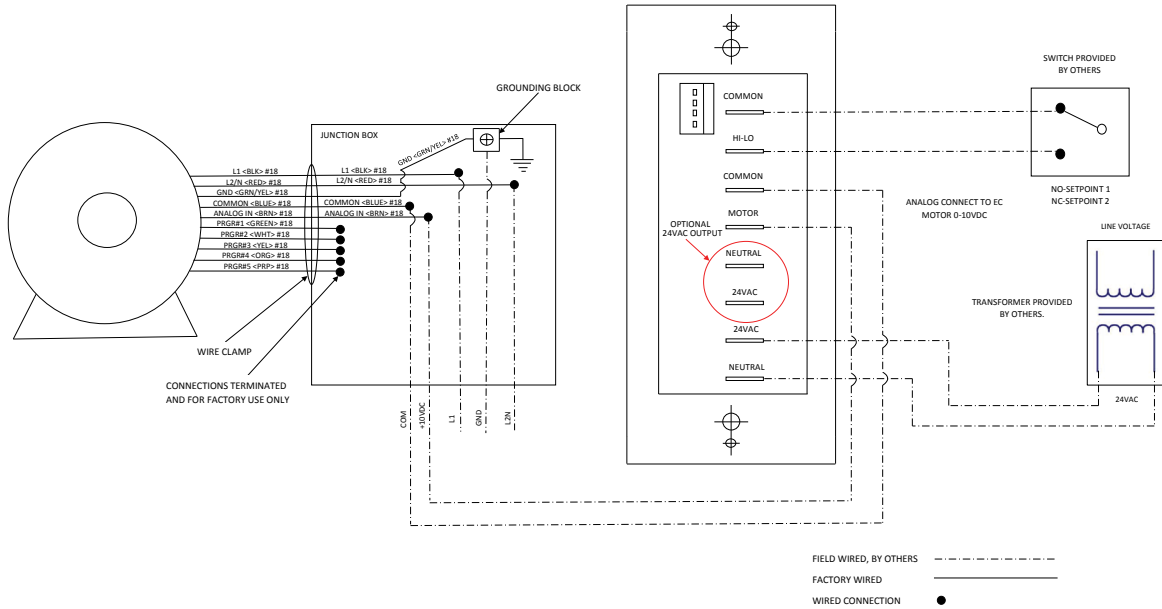 GROUNDING BLOCK
JUNCTION BOX
GND <GRN/YEL> #18
L1 <BLK> #18
L2/N <RED> #18
GND <GRN/YEL> #18
COMMON <BLUE> #18
ANALOG IN <BRN> #18
PRGR#1 <GREEN> #18
PRGR#2 <WHT> #18
PRGR#3 <YEL> #18
PRGR#4 <ORG> #18
PRGR#5 <PRP> #18
L1 <BLK> #18
L2/N <RED> #18
COMMON <BLUE> #18
ANALOG IN <BRN> #18
WIRE CLAMP
CONNECTIONS TERMINATED
AND FOR FACTORY USE ONLY
COM
+10VDC
L1
GND
L2N
COMMON
HI-LO
COMMON
MOTOR
OPTIONAL
24VAC OUTPUT
NEUTRAL
24VAC
24VAC
NEUTRAL
SWITCH PROVIDED
BY OTHERS
NO-SETPOINT 1
NC-SETPOINT 2
ANALOG CONNECT TO EC
MOTOR 0-10VDC
LINE VOLTAGE
TRANSFORMER PROVIDED
BY OTHERS.
24VAC
FIELD WIRED, BY OTHERS
FACTORY WIRED
WIRED CONNECTION